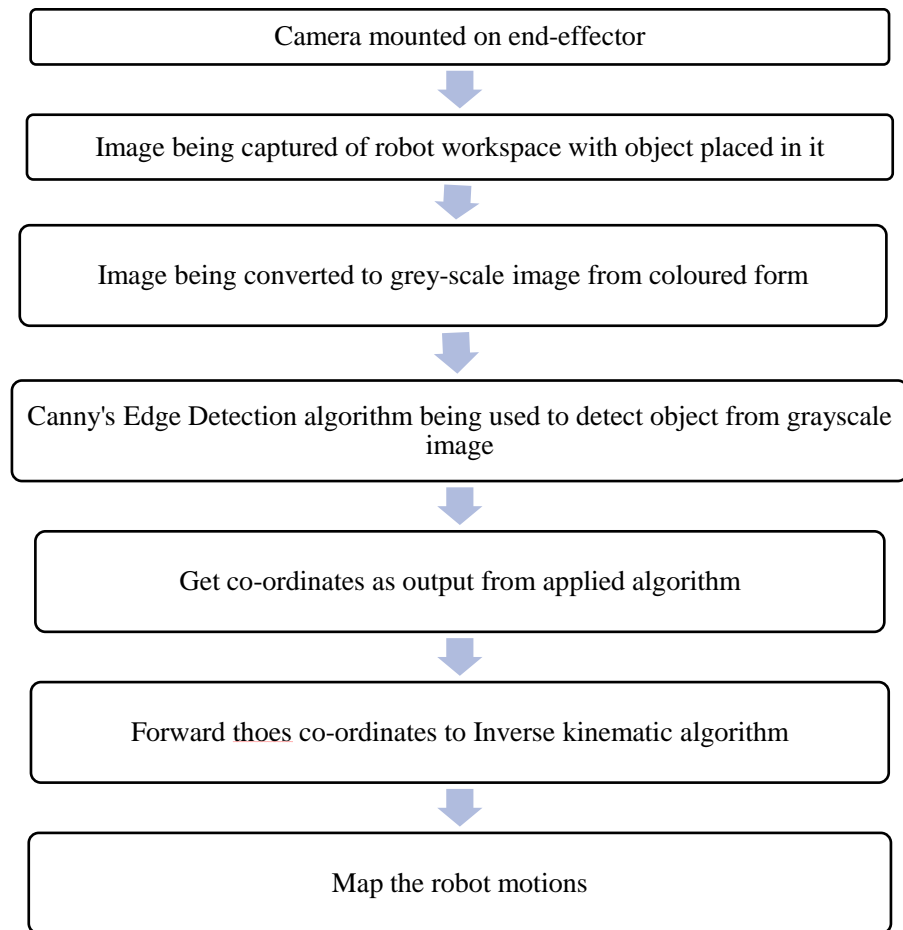 Camera mounted on end-effector
Image being captured of robot workspace with object placed in it
Image being converted to grey-scale image from coloured form
Canny's Edge Detection algorithm being used to detect object from grayscale
image
Get co-ordinates as output from applied algorithm
Forward thoes co-ordinates to Inverse kinematic algorithm
Map the robot motions